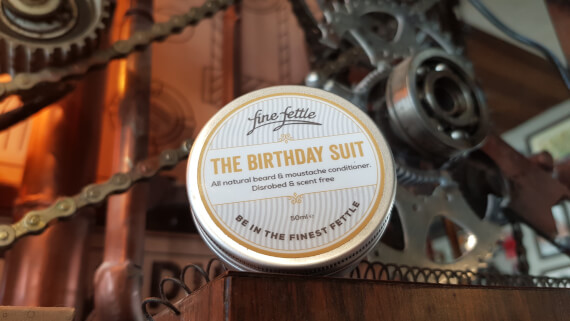 fine fettle
THE BIRTHDAY SUIT
All natural beard & moustache conditioner.
Disrobed & scent free
50ml℮
BE IN THE FINEST FETTLE